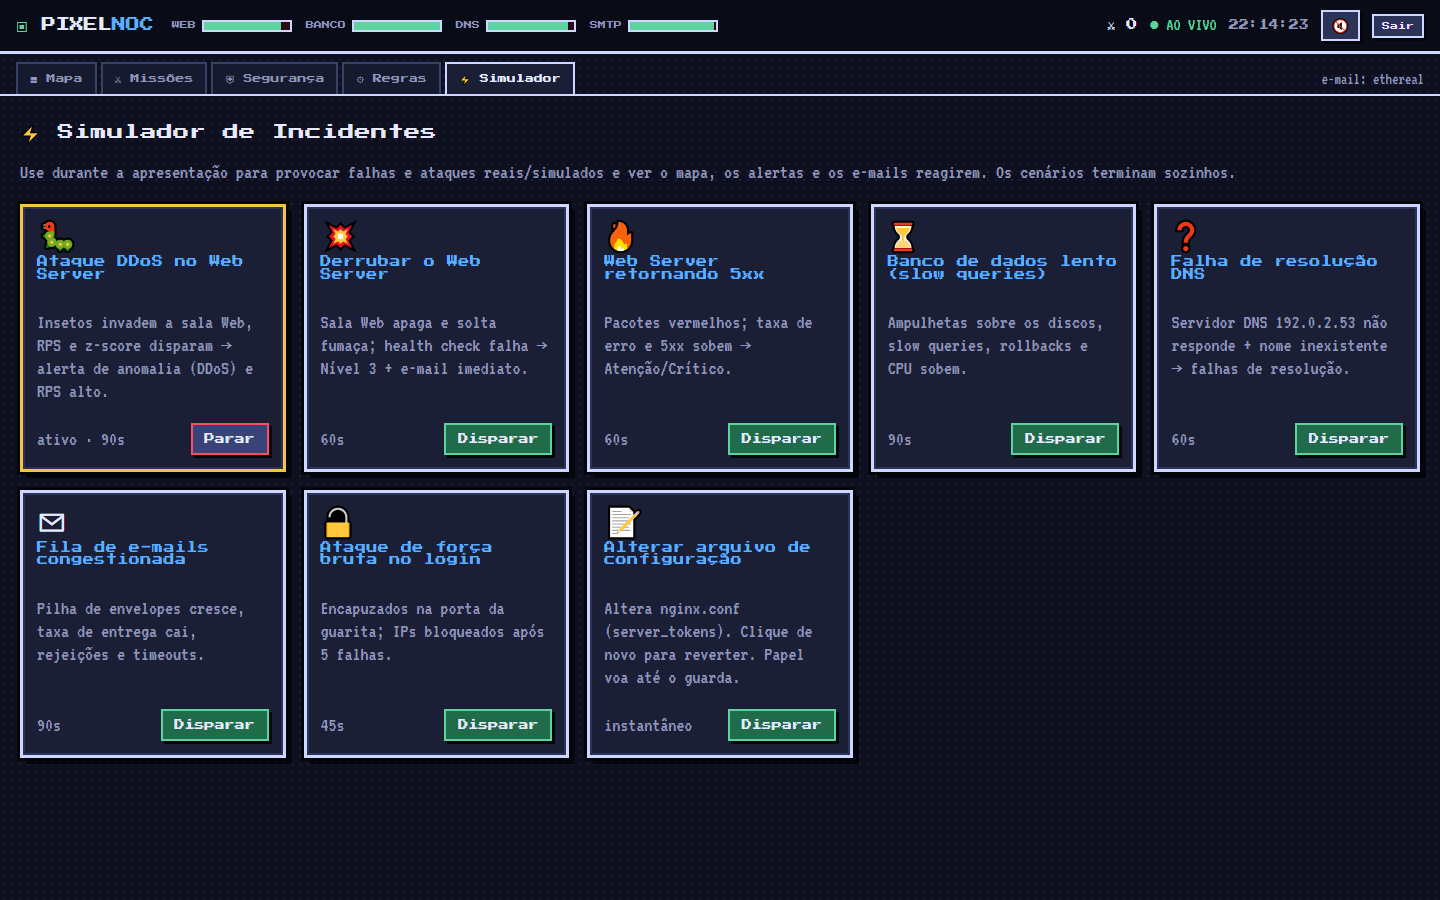 PIXELNOC WEB BANCO DNS SMTP 0 AO VIVO 22:14:23 Sair
Mapa Missões Segurança Regras Simulador e-mail: ethereal
Simulador de Incidentes
Use durante a apresentação para provocar falhas e ataques reais/simulados e ver o mapa, os alertas e os e-mails reagirem. Os cenários terminam sozinhos.
Ataque DDoS no Web
Server
Insetos invadem a sala Web,
RPS e z-score disparam →
alerta de anomalia (DDoS) e
RPS alto.
ativo · 90s Parar
Derrubar o Web
Server
Sala Web apaga e solta
fumaça; health check falha →
Nível 3 + e-mail imediato.
60s Disparar
Web Server
retornando 5xx
Pacotes vermelhos; taxa de
erro e 5xx sobem →
Atenção/Crítico.
60s Disparar
Banco de dados lento
(slow queries)
Ampulhetas sobre os discos,
slow queries, rollbacks e
CPU sobem.
90s Disparar
Falha de resolução
DNS
Servidor DNS 192.0.2.53 não
responde + nome inexistente
→ falhas de resolução.
60s Disparar
Fila de e-mails
congestionada
Pilha de envelopes cresce,
taxa de entrega cai,
rejeições e timeouts.
90s Disparar
Ataque de força
bruta no login
Encapuzados na porta da
guarita; IPs bloqueados após
5 falhas.
45s Disparar
Alterar arquivo de
configuração
Altera nginx.conf
(server_tokens). Clique de
novo para reverter. Papel
voa até o guarda.
instantâneo Disparar